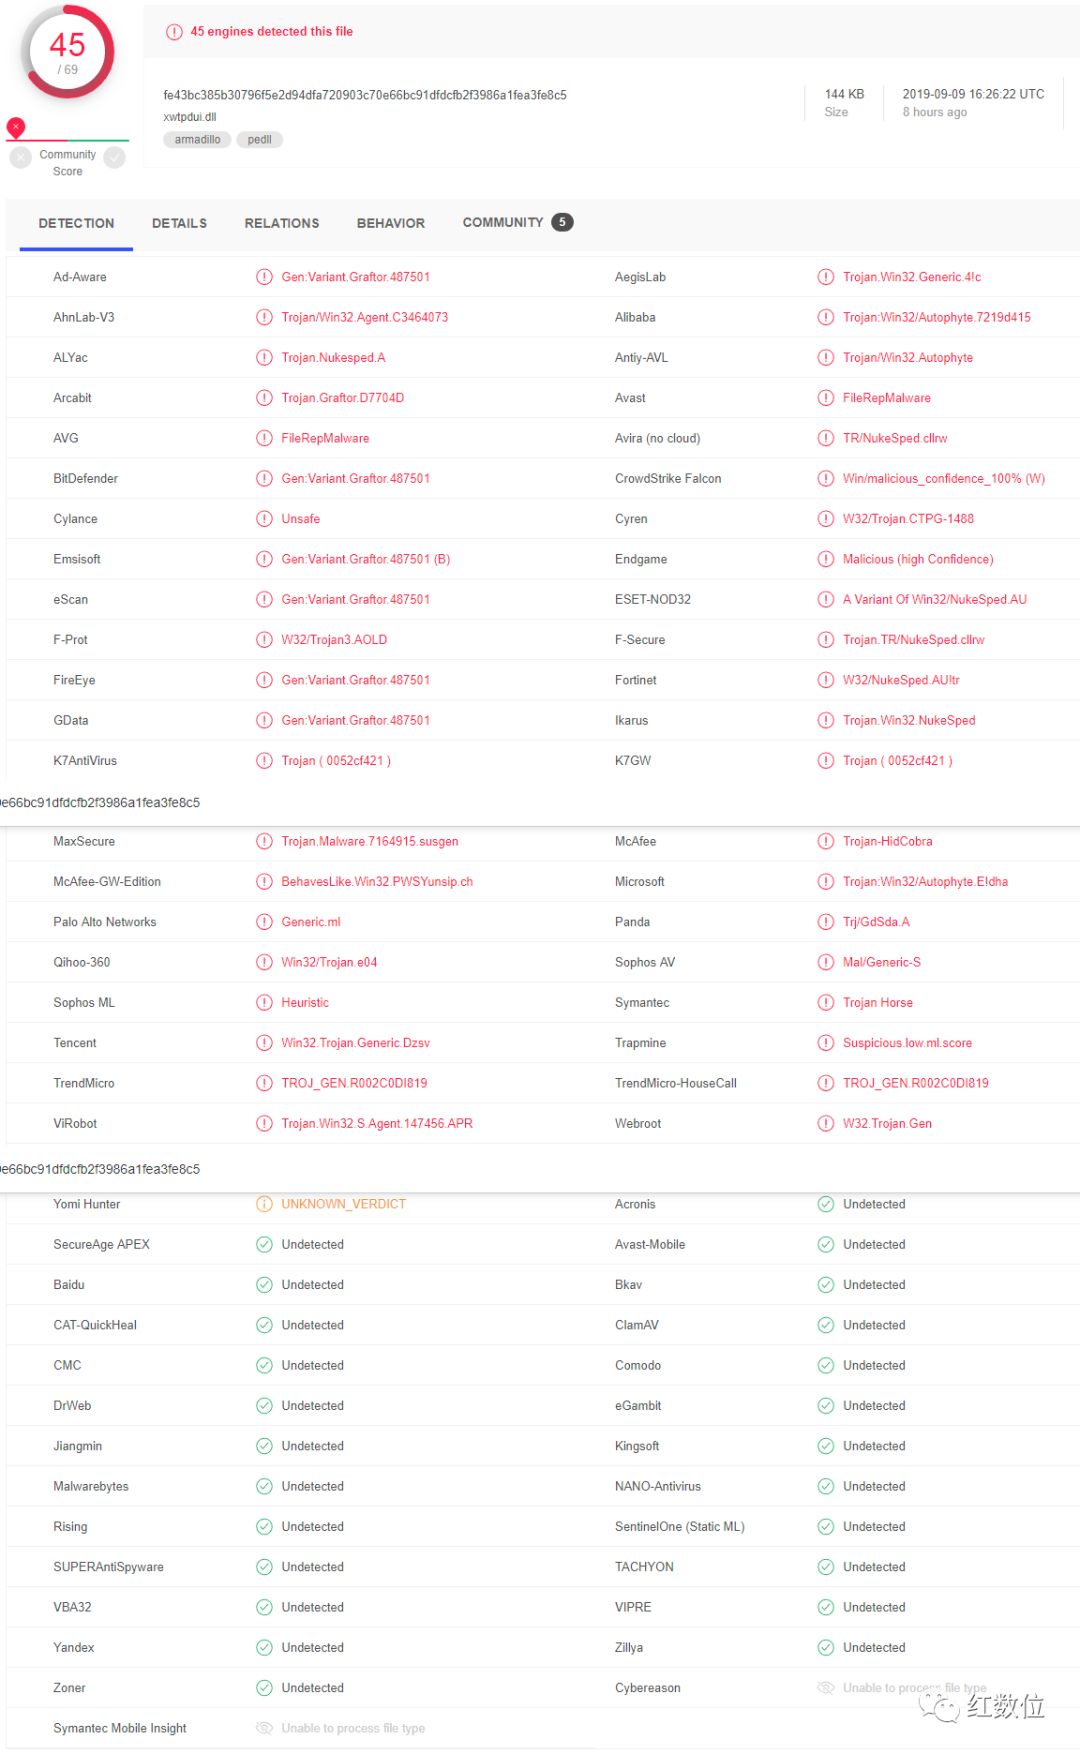 45
/ 69
45 engines detected this file
fe43bc385b30796f5e2d94dfa720903c70e66bc91dfdcfb2f3986a1fea3fe8c5
xwtpdui.dll
armadillo pedll
144 KB
Size
2019-09-09 16:26:22 UTC
8 hours ago
Community
Score
DETECTION DETAILS RELATIONS BEHAVIOR COMMUNITY 5
Ad-Aware Gen:Variant.Graftor.487501 AegisLab Trojan.Win32.Generic.4!c
AhnLab-V3 Trojan/Win32.Agent.C3464073 Alibaba Trojan:Win32/Autophyte.7219d415
ALYac Trojan.Nukesped.A Antiy-AVL Trojan/Win32.Autophyte
Arcabit Trojan.Graftor.D7704D Avast FileRepMalware
AVG FileRepMalware Avira (no cloud) TR/NukeSped.cllrw
BitDefender Gen:Variant.Graftor.487501 CrowdStrike Falcon Win/malicious_confidence_100% (W)
Cylance Unsafe Cyren W32/Trojan.CTPG-1488
Emsisoft Gen:Variant.Graftor.487501 (B) Endgame Malicious (high Confidence)
eScan Gen:Variant.Graftor.487501 ESET-NOD32 A Variant Of Win32/NukeSped.AU
F-Prot W32/Trojan3.AOLD F-Secure Trojan.TR/NukeSped.cllrw
FireEye Gen:Variant.Graftor.487501 Fortinet W32/NukeSped.AU!tr
GData Gen:Variant.Graftor.487501 Ikarus Trojan.Win32.NukeSped
K7AntiVirus Trojan ( 0052cf421 ) K7GW Trojan ( 0052cf421 )
0e66bc91dfdcfb2f3986a1fea3fe8c5
MaxSecure Trojan.Malware.7164915.susgen McAfee Trojan-HidCobra
McAfee-GW-Edition BehavesLike.Win32.PWSYunsip.ch Microsoft Trojan:Win32/Autophyte.E!dha
Palo Alto Networks Generic.ml Panda Trj/GdSda.A
Qihoo-360 Win32/Trojan.e04 Sophos AV Mal/Generic-S
Sophos ML Heuristic Symantec Trojan Horse
Tencent Win32.Trojan.Generic.Dzsv Trapmine Suspicious.low.ml.score
TrendMicro TROJ_GEN.R002C0DI819 TrendMicro-HouseCall TROJ_GEN.R002C0DI819
ViRobot Trojan.Win32.S.Agent.147456.APR Webroot W32.Trojan.Gen
0e66bc91dfdcfb2f3986a1fea3fe8c5
Yomi Hunter UNKNOWN_VERDICT Acronis Undetected
SecureAge APEX Undetected Avast-Mobile Undetected
Baidu Undetected Bkav Undetected
CAT-QuickHeal Undetected ClamAV Undetected
CMC Undetected Comodo Undetected
DrWeb Undetected eGambit Undetected
Jiangmin Undetected Kingsoft Undetected
Malwarebytes Undetected NANO-Antivirus Undetected
Rising Undetected SentinelOne (Static ML) Undetected
SUPERAntiSpyware Undetected TACHYON Undetected
VBA32 Undetected VIPRE Undetected
Yandex Undetected Zillya Undetected
Zoner Undetected Cybereason Unable to process file type
红数位
Symantec Mobile Insight Unable to process file type